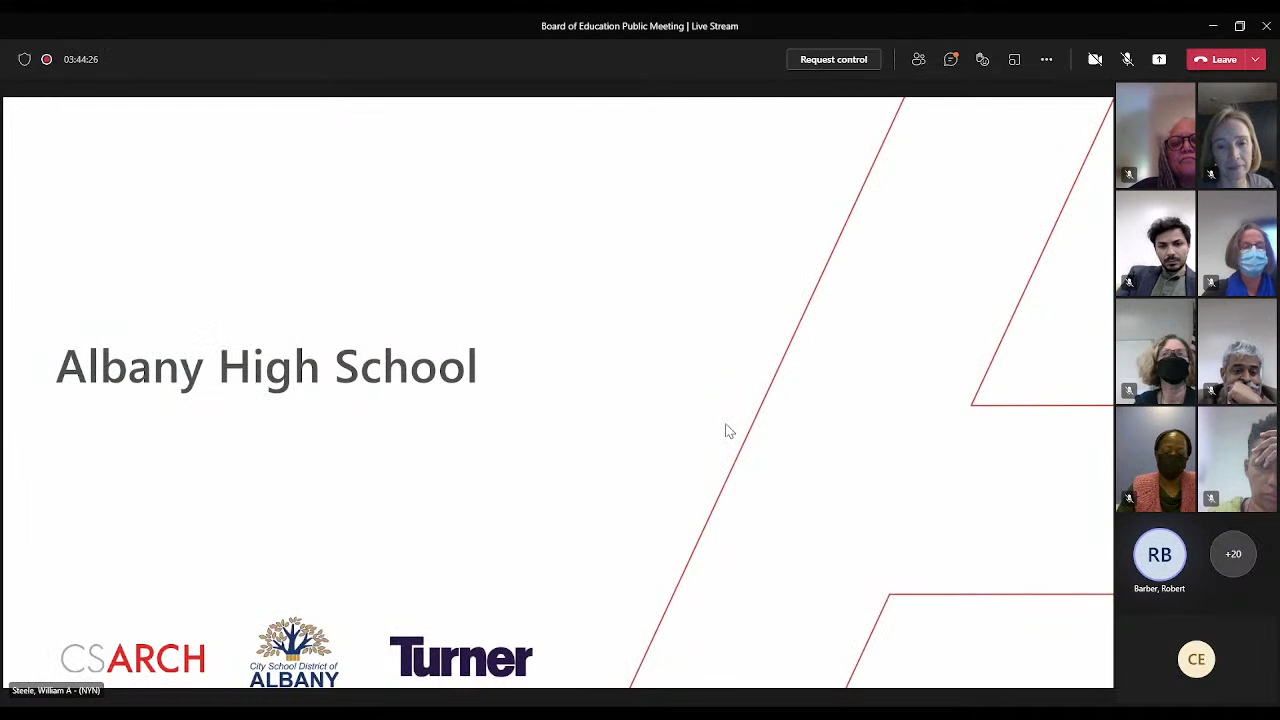 Board of Education Public Meeting | Live Stream
03:44:26
Request control
Leave
Albany High School
RB
+20
Barber, Robert
CE
CSARCH
City School District of
ALBANY
Turner
Steele, William A - (NYN)